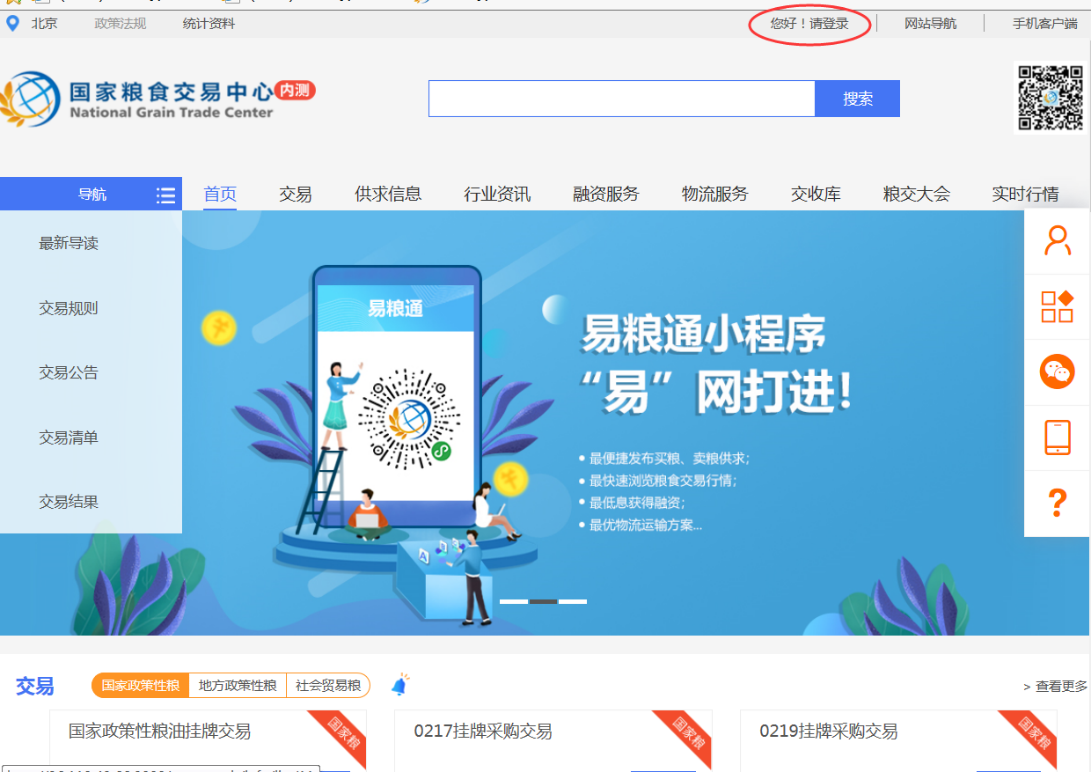 北京 政策法规 统计资料 您好！请登录 网站导航 手机客户端
国家粮食交易中心 内测
National Grain Trade Center
搜索
导航 首页 交易 供求信息 行业资讯 融资服务 物流服务 交收库 粮交大会 实时行情
最新导读
交易规则
交易公告
交易清单
交易结果
易粮通
易粮通小程序
“易”网打进！
• 最便捷发布买粮、卖粮供求；
• 最快速浏览粮食交易行情；
• 最低息获得融资；
• 最优物流运输方案...
?
A
交易 国家政策性粮 地方政策性粮 社会贸易粮 > 查看更多
国家政策性粮油挂牌交易 国家粮
0217挂牌采购交易 国家粮
0219挂牌采购交易 国家粮